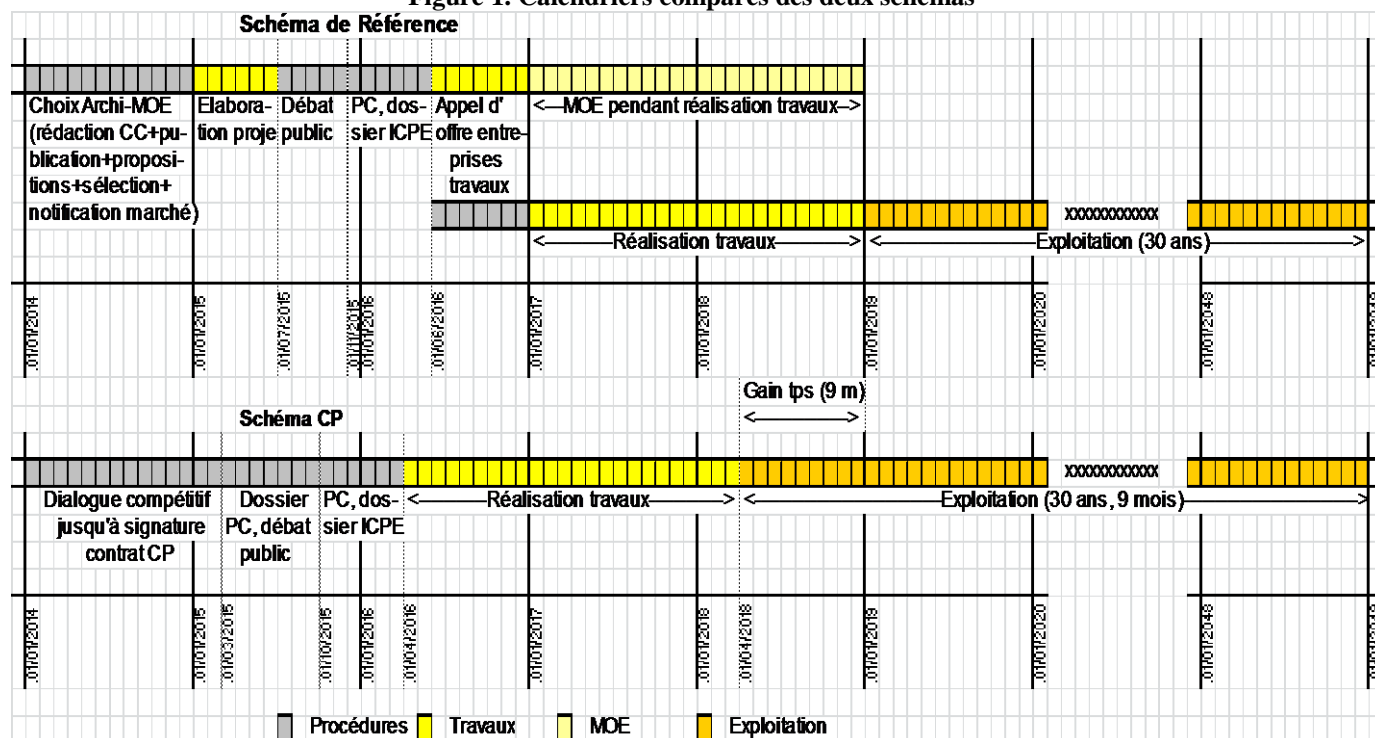 Figure 1. Calendriers comparés des deux schémas
Schéma de Référence
Choix Archi-MOE
(rédaction CC+pu-
blication+proposi-
tions+sélection+
notification marché)
Elabora-
tion proje
Débat
public
PC, dos-
sier ICPE
Appel d'
offre entre-
prises
travaux
<—MOE pendant réalisation travaux—>
xxxxxxxxxxxx
<———Réalisation travaux———>
<———Exploitation (30 ans)———>
01/01/2014
01/01/2015
01/07/2015
01/11/2015
01/01/2016
01/06/2016
01/01/2017
01/01/2018
01/01/2019
01/01/2020
01/01/2048
Gain tps (9 m)
<———>
Schéma CP
xxxxxxxxxxxx
Dialogue compétitif
jusqu'à signature
contrat CP
Dossier
PC, débat
public
PC, dos-
sier ICPE
<———Réalisation travaux———>
<———Exploitation (30 ans, 9 mois)———>
01/01/2014
01/01/2015
01/03/2015
01/10/2015
01/01/2016
01/04/2016
01/01/2017
01/01/2018
01/04/2018
01/01/2019
01/01/2020
01/01/2048
Procédures
Travaux
MOE
Exploitation